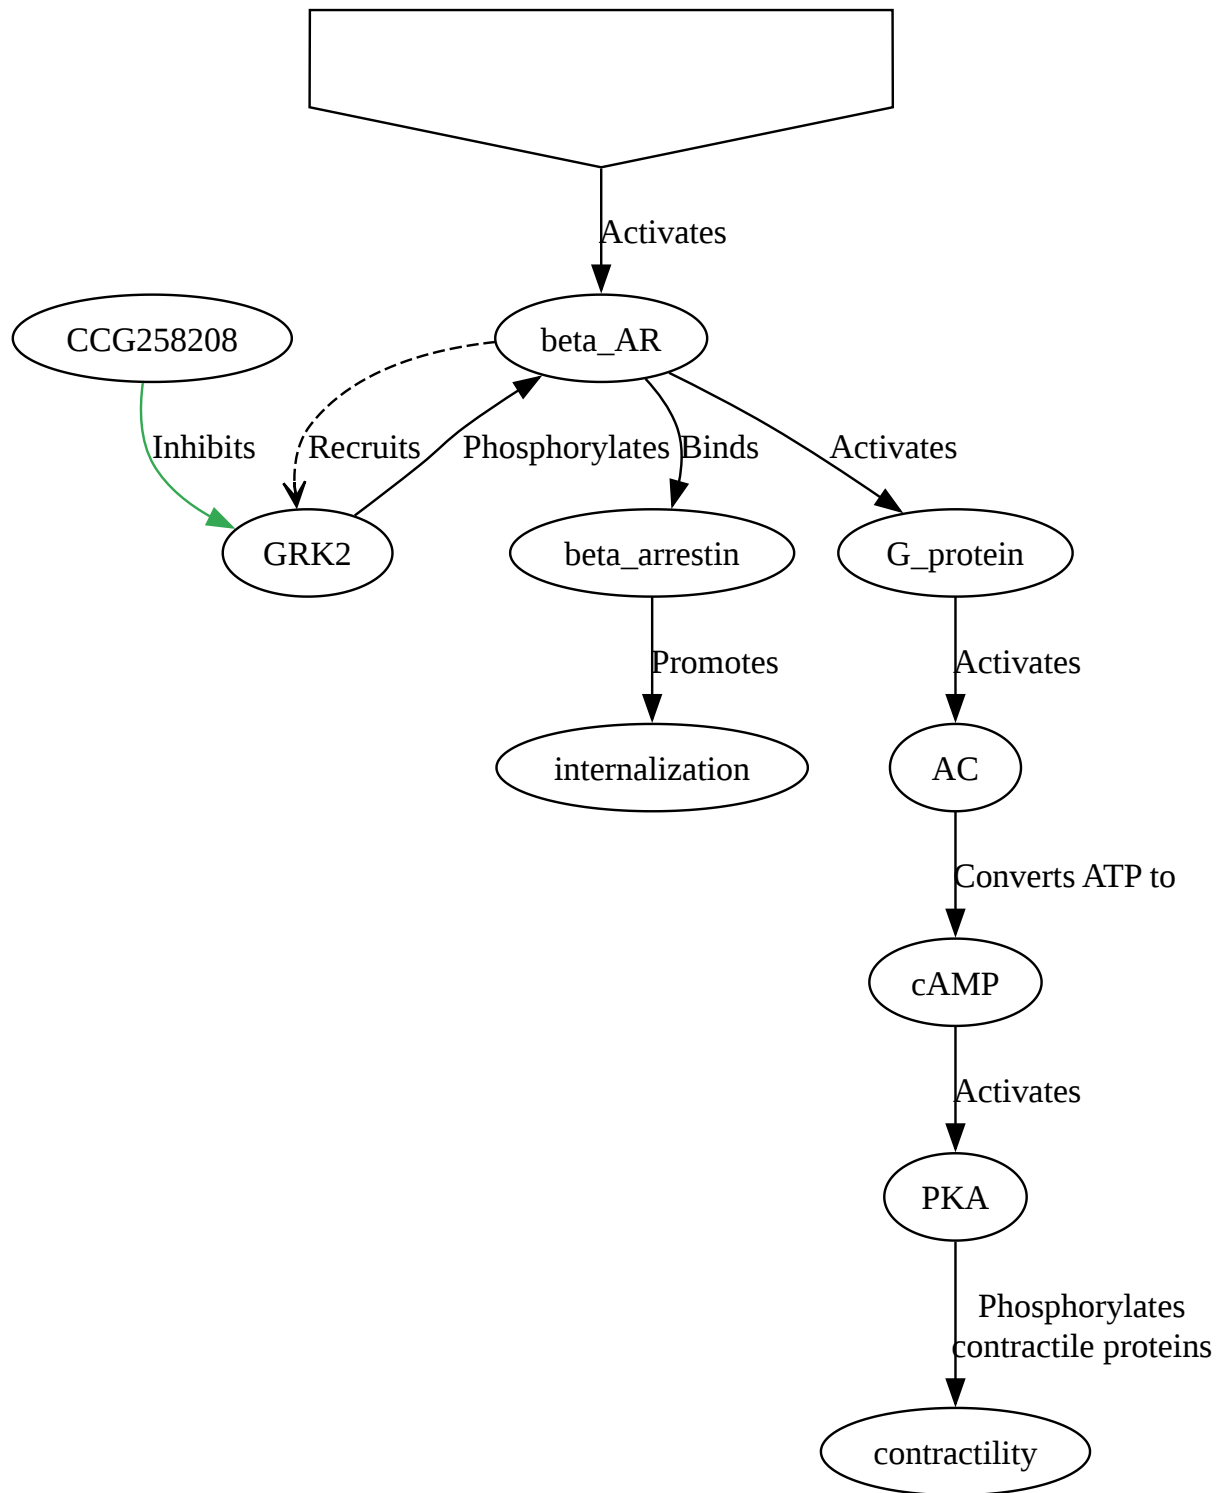 Activates
CCG258208
beta_AR
Inhibits
Recruits
Phosphorylates
Binds
Activates
GRK2
beta_arrestin
G_protein
Promotes
Activates
internalization
AC
Converts ATP to
cAMP
Activates
PKA
Phosphorylates
contractile proteins
contractility